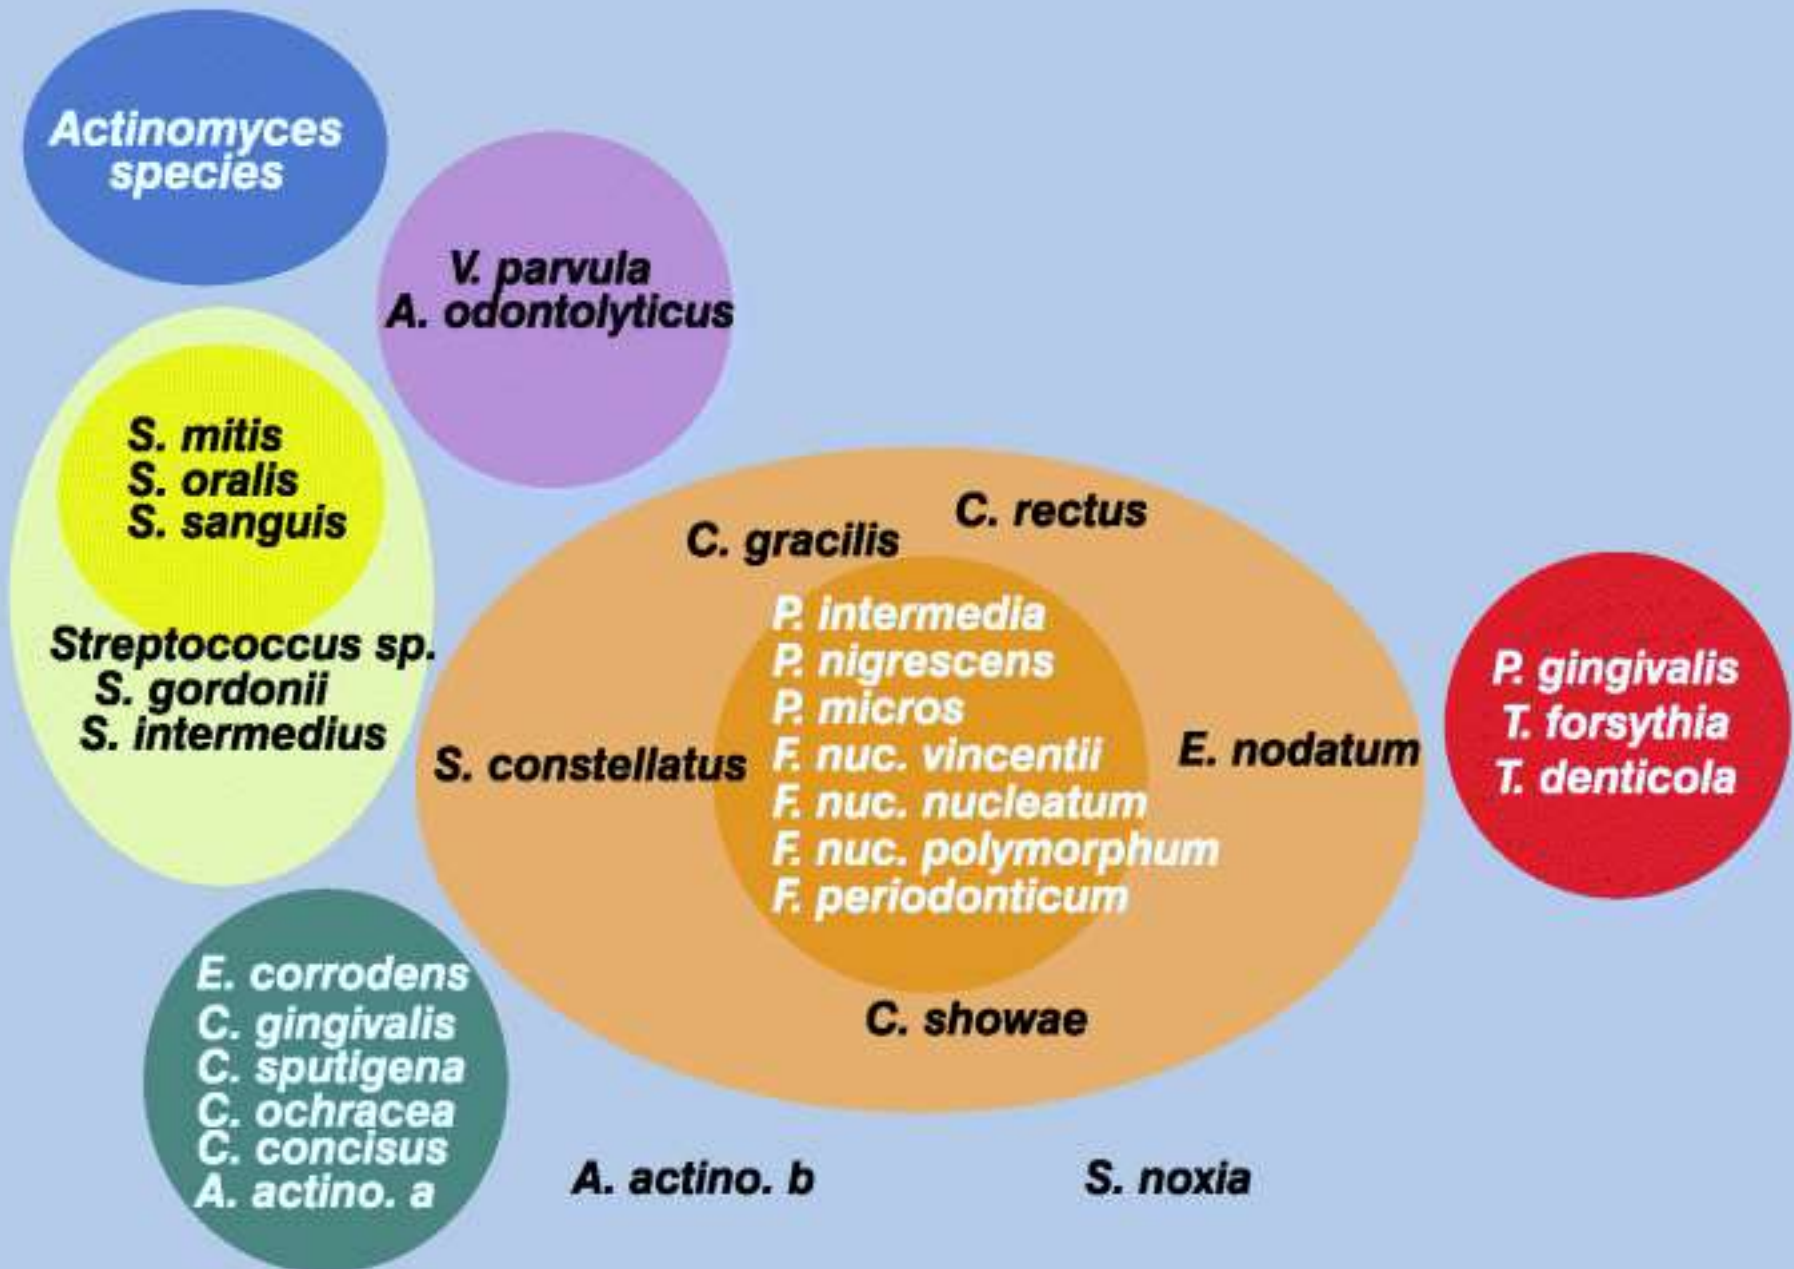 Actinomyces
species
V. parvula
A. odontolyticus
S. mitis
S. oralis
S. sanguis
Streptococcus sp.
S. gordonii
S. intermedius
C. gracilis
C. rectus
P. intermedia
P. nigrescens
P. micros
F. nuc. vincentii
F. nuc. nucleatum
F. nuc. polymorphum
F. periodonticum
S. constellatus
E. nodatum
C. showae
P. gingivalis
T. forsythia
T. denticola
E. corrodens
C. gingivalis
C. sputigena
C. ochracea
C. concisus
A. actino. a
A. actino. b
S. noxia